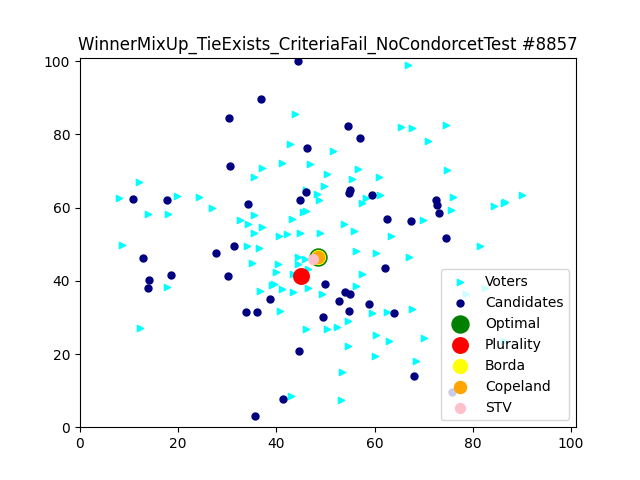 WinnerMixUp_TieExists_CriteriaFail_NoCondorcetTest #8857
100
80
60
40
20
0
0 20 40 60 80 100
Voters
Candidates
Optimal
Plurality
Borda
Copeland
STV